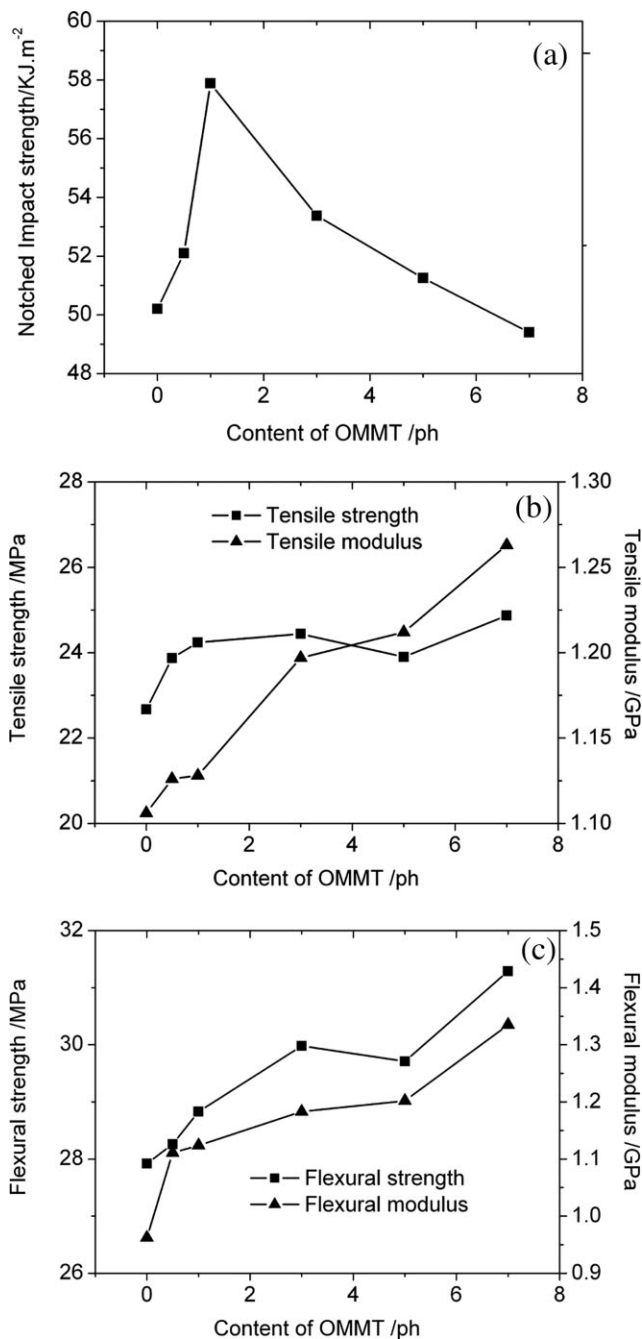 (a)
Notched Impact strength/KJ.m-2
60
58
56
54
52
50
48
0 2 4 6 8
Content of OMMT /ph
(b)
Tensile strength /MPa
28
26
24
22
20
Tensile strength
Tensile modulus
1.30
1.25
1.20
1.15
1.10
Tensile modulus /GPa
0 2 4 6 8
Content of OMMT /ph
(c)
Flexural strength /MPa
32
30
28
26
Flexural strength
Flexural modulus
1.5
1.4
1.3
1.2
1.1
1.0
0.9
Flexural modulus /GPa
0 2 4 6 8
Content of OMMT /ph